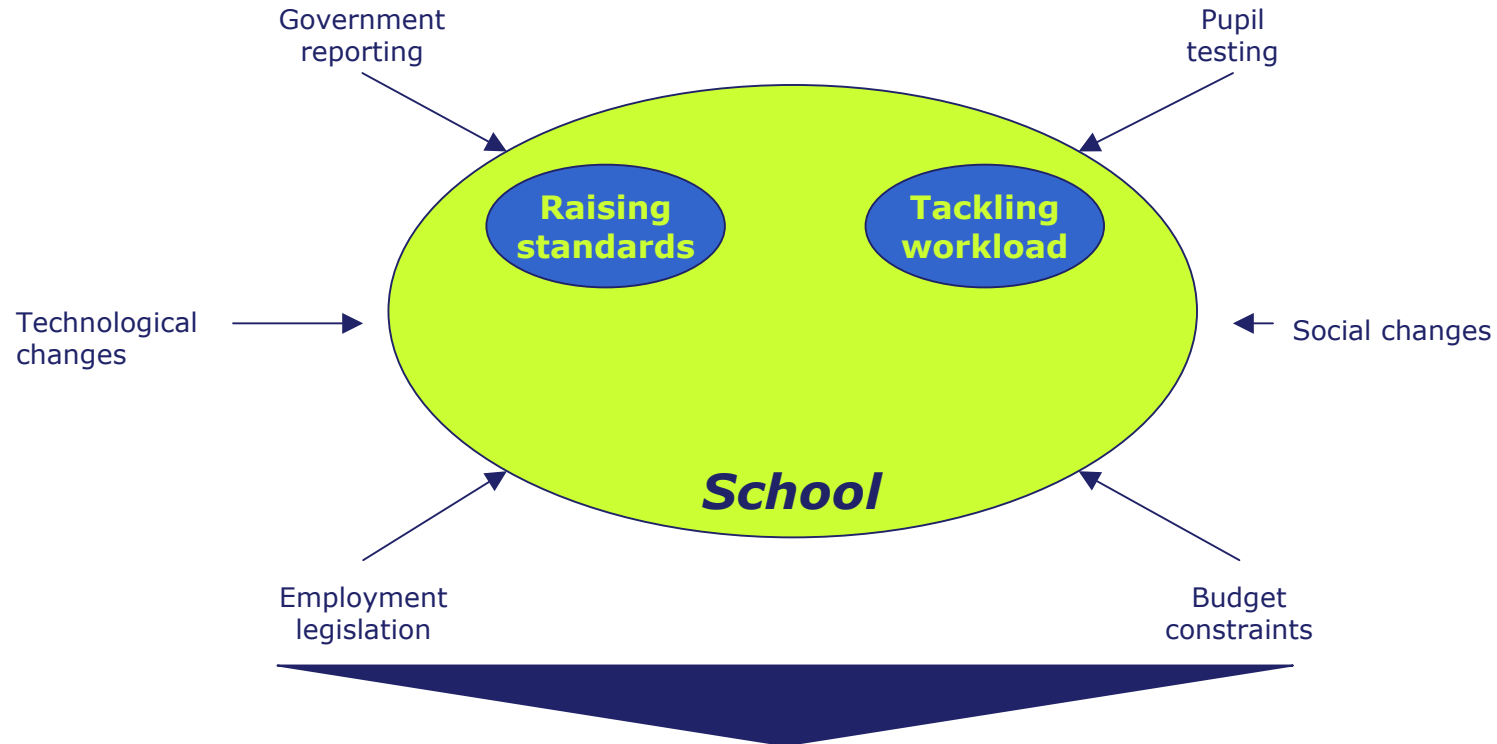 Government
reporting
Pupil
testing
Raising
standards
Tackling
workload
Technological
changes
Social changes
School
Employment
legislation
Budget
constraints